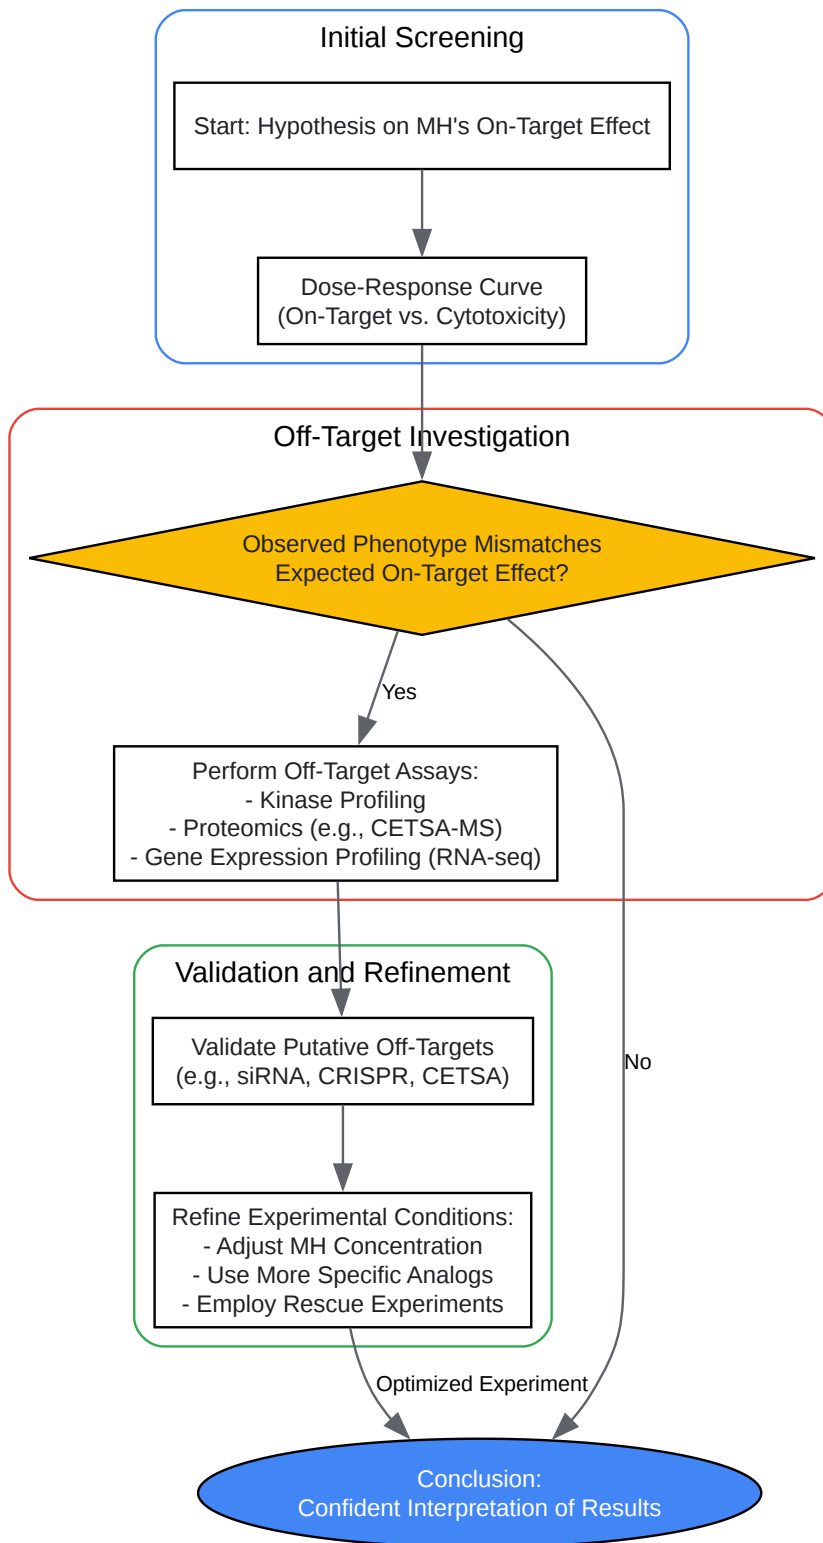 Initial Screening
Start: Hypothesis on MH's On-Target Effect
Dose-Response Curve
(On-Target vs. Cytotoxicity)
Off-Target Investigation
Observed Phenotype Mismatches
Expected On-Target Effect?
Yes
Perform Off-Target Assays:
- Kinase Profiling
- Proteomics (e.g., CETSA-MS)
- Gene Expression Profiling (RNA-seq)
Validation and Refinement
Validate Putative Off-Targets
(e.g., siRNA, CRISPR, CETSA)
No
Refine Experimental Conditions:
- Adjust MH Concentration
- Use More Specific Analogs
- Employ Rescue Experiments
Optimized Experiment
Conclusion:
Confident Interpretation of Results